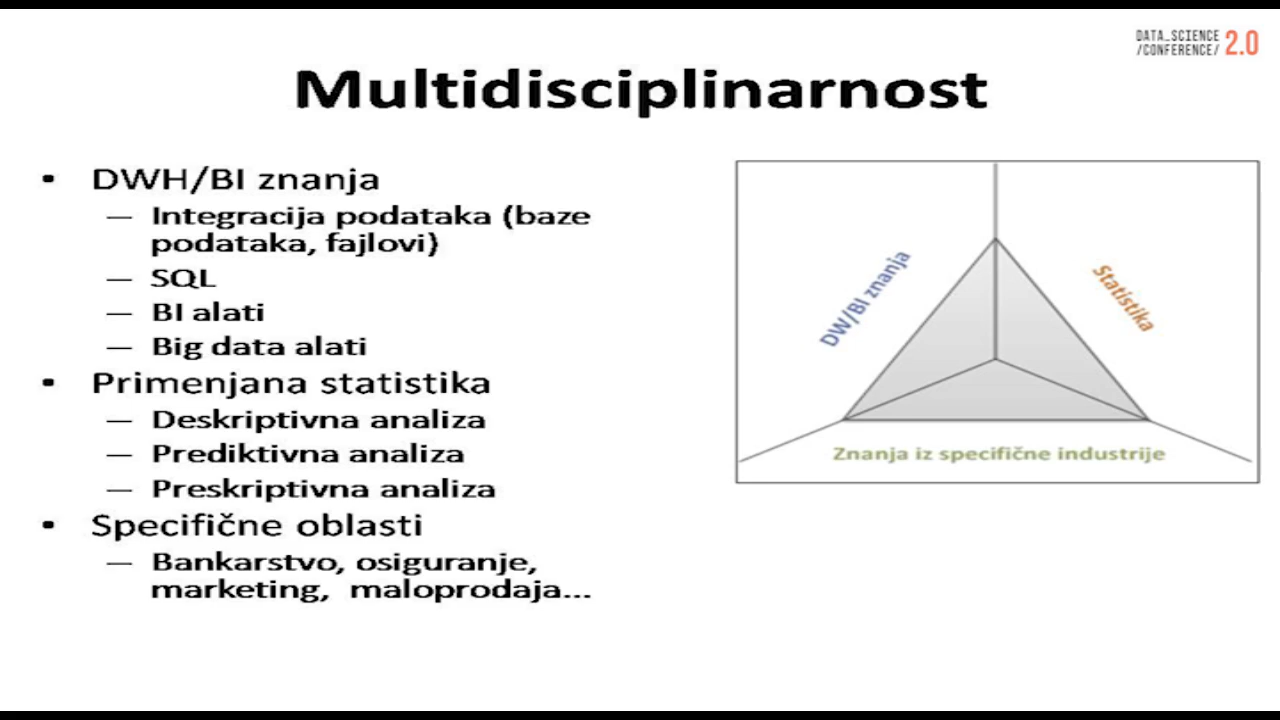 DATA_SCIENCE
/CONFERENCE/ 2.0
Multidisciplinarnost
• DWH/BI znanja
— Integracija podataka (baze
podataka, fajlovi)
— SQL
— BI alati
— Big data alati
• Primenjana statistika
— Deskriptivna analiza
— Prediktivna analiza
— Preskriptivna analiza
• Specifične oblasti
— Bankarstvo, osiguranje,
marketing, maloprodaja...
DW/BI znanja
Statistika
Znanja iz specifične industrije